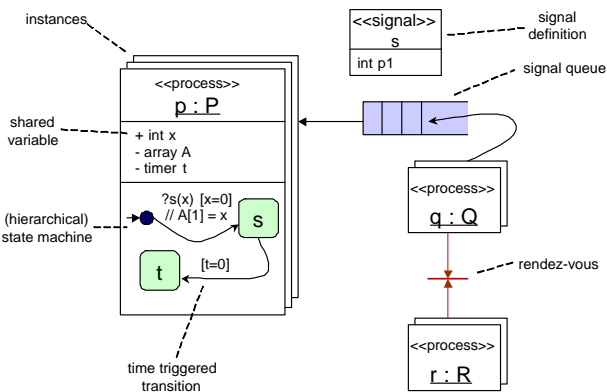 instances
<<signal>>
s
int p1
signal
definition
signal queue
<<process>>
p : P
shared
variable
+ int x
- array A
- timer t
?s(x) [x=0]
// A[1] = x
s
(hierarchical)
state machine
t
[t=0]
time triggered
transition
<<process>>
q : Q
rendez-vous
<<process>>
r : R